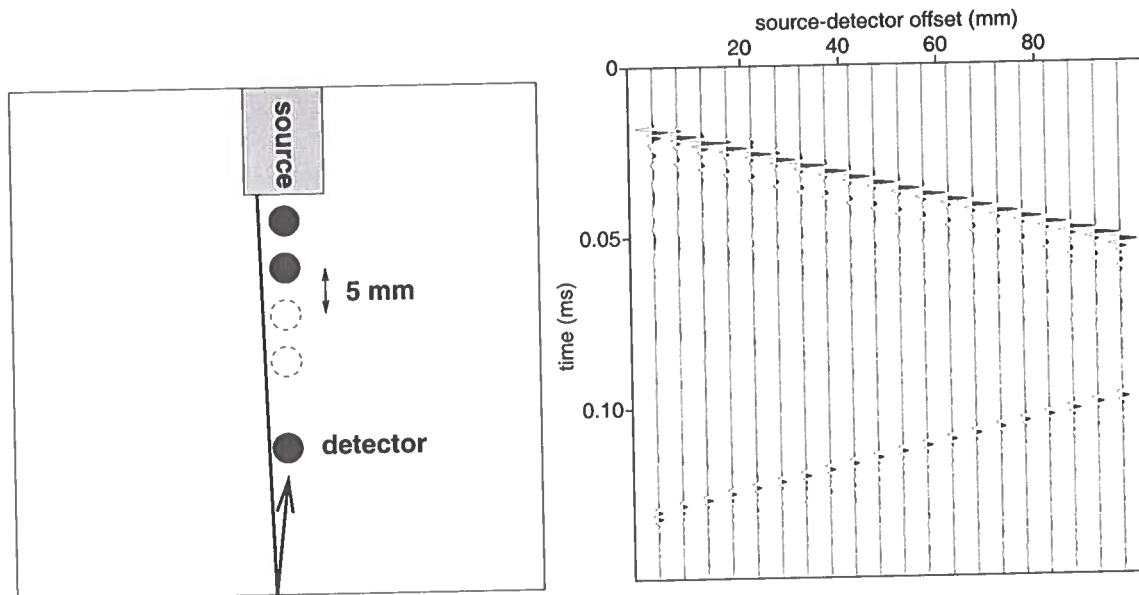 source
5 mm
detector
source-detector offset (mm)
20 40 60 80
0
0.05
0.10
time (ms)